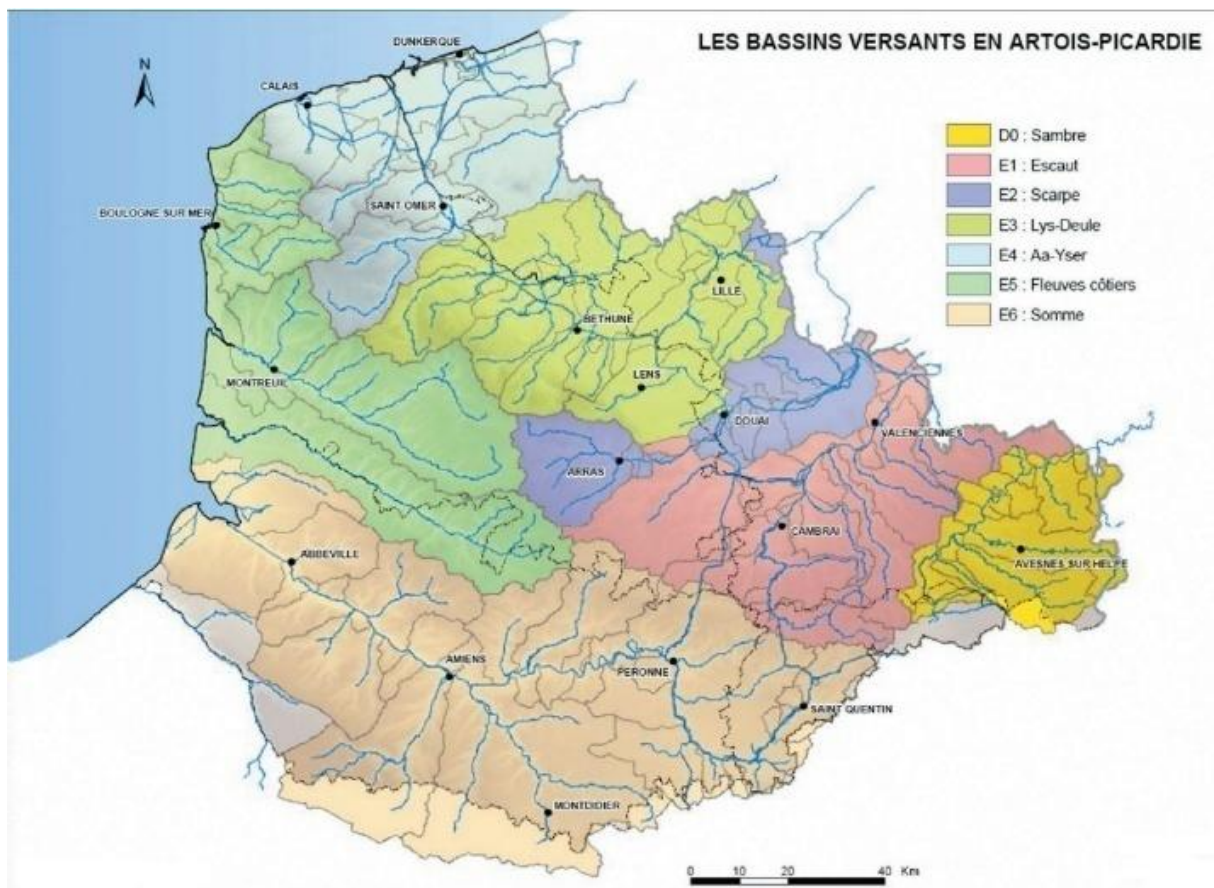 LES BASSINS VERSANTS EN ARTOIS-PICARDIE
N
DUNKERQUE
CALAIS
D0 : Sambre
E1 : Escaut
E2 : Scarpe
E3 : Lys-Deule
E4 : Aa-Yser
E5 : Fleuves côtiers
E6 : Somme
SAINT OMER
BOULOGNE SUR MER
LILLE
BETHUNE
MONTREUIL
LENS
DOUAI
VALENCIENNES
ARRAS
CAMBRAI
AVESNES SUR HELPE
ABBEVILLE
AMIENS
PERONNE
SAINT QUENTIN
MONTDIDIER
0 10 20 40 Km